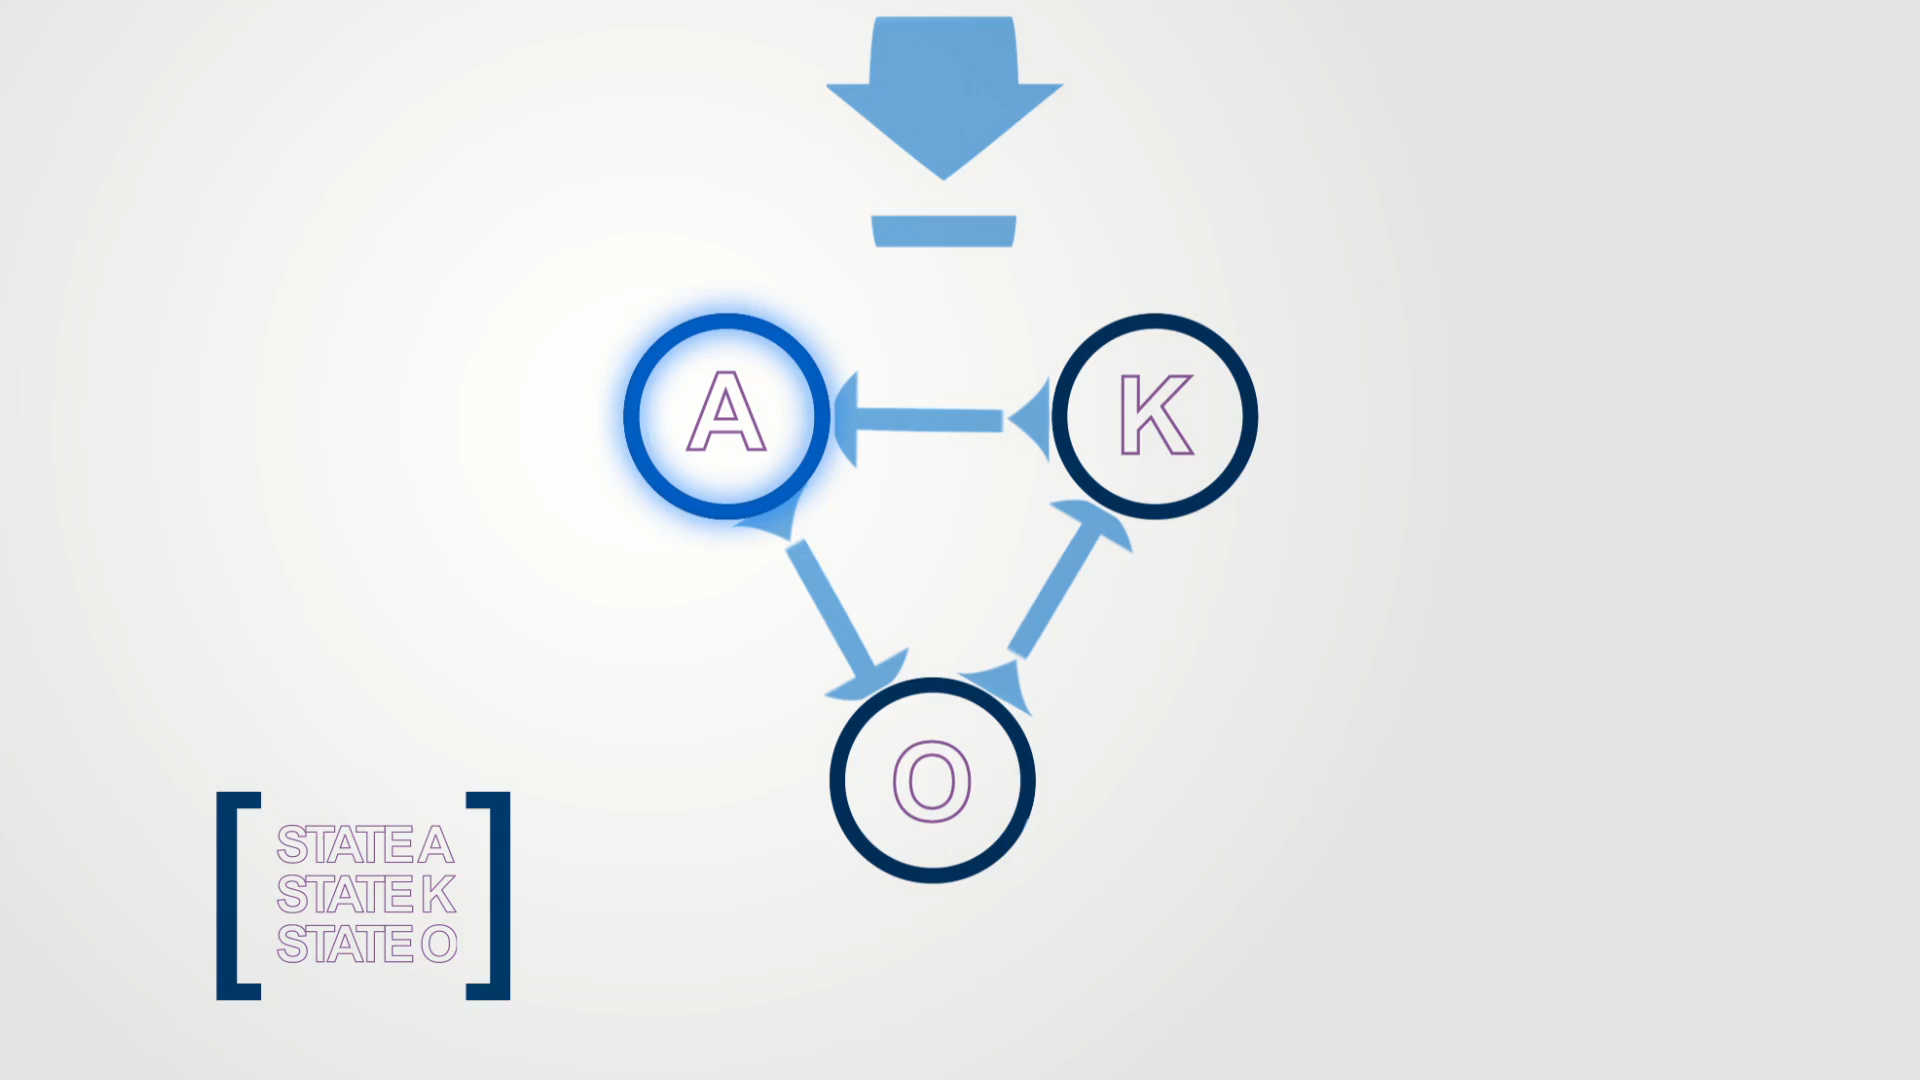 A
K
O
STATE A
STATE K
STATE O